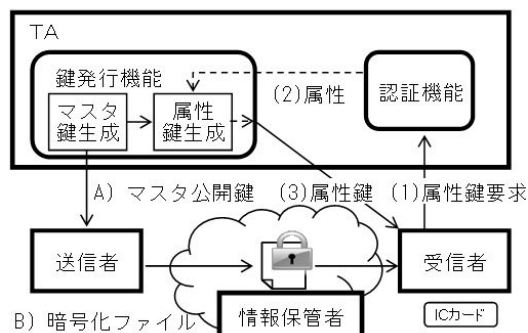 TA
鍵発行機能
マスタ
鍵生成
属性
鍵生成
(2)属性
認証機能
A) マスタ公開鍵
(3)属性鍵
(1)属性鍵要求
送信者
受信者
B) 暗号化ファイル
情報保管者
ICカード